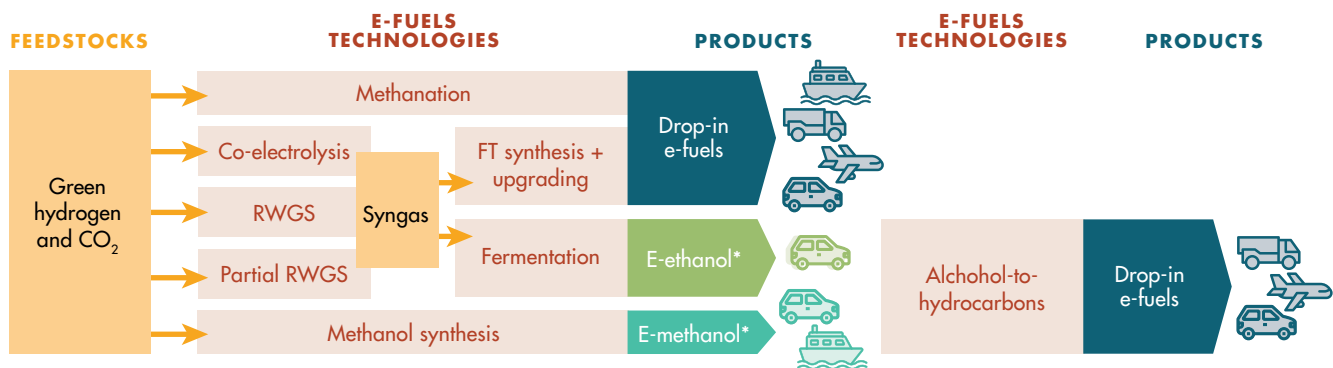 FEEDSTOCKS
E-FUELS
TECHNOLOGIES
PRODUCTS
E-FUELS
TECHNOLOGIES
PRODUCTS
Green
hydrogen
and CO₂
Methanation
Co-electrolysis
RWGS
Partial RWGS
Syngas
FT synthesis +
upgrading
Fermentation
Methanol synthesis
Drop-in
e-fuels
E-ethanol*
E-methanol*
Alchohol-to-
hydrocarbons
Drop-in
e-fuels